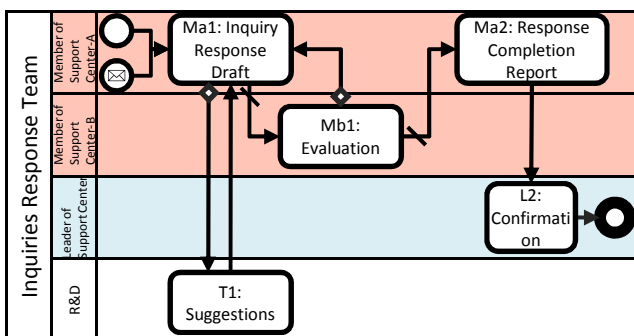 Inquiries Response Team
Member of
Support
Center-A
Ma1: Inquiry
Response
Draft
Ma2: Response
Completion
Report
Member of
Support
Center-B
Mb1:
Evaluation
Leader of
Support Center
L2:
Confirmati
on
R&D
T1:
Suggestions